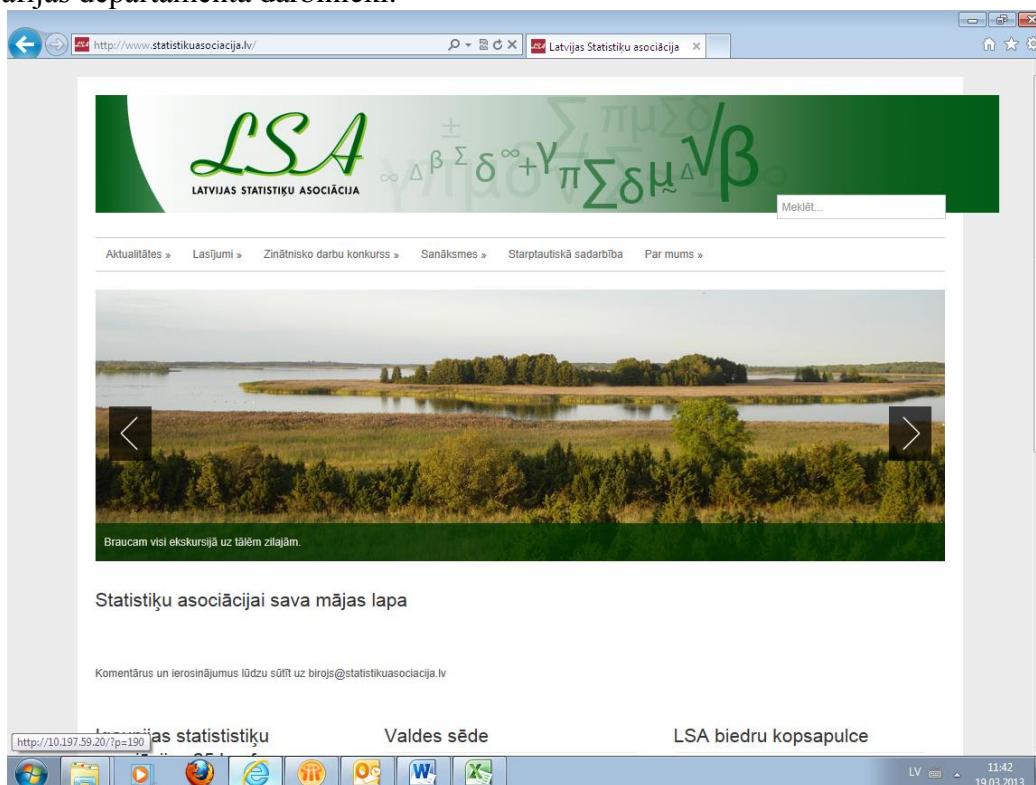 http://www.statistikuasociacija.lv/
Latvijas Statistiķu asociācija
LSA
LATVIJAS STATISTIĶU ASOCIĀCIJA
Meklēt...
Aktualitātes » Lasījumi » Zinātnisko darbu konkurss » Sanāksmes » Starptautiskā sadarbība Par mums »
Braucam visi ekskursijā uz tālēm zilajām.
Statistiķu asociācijai sava mājas lapa
Komentārus un ierosinājumus lūdzu sūtīt uz birojs@statistikuasociacija.lv
statististiķu Valdes sēde LSA biedru kopsapulce
http://10.197.59.20/?p=190
LV 11:42
19.03.2013